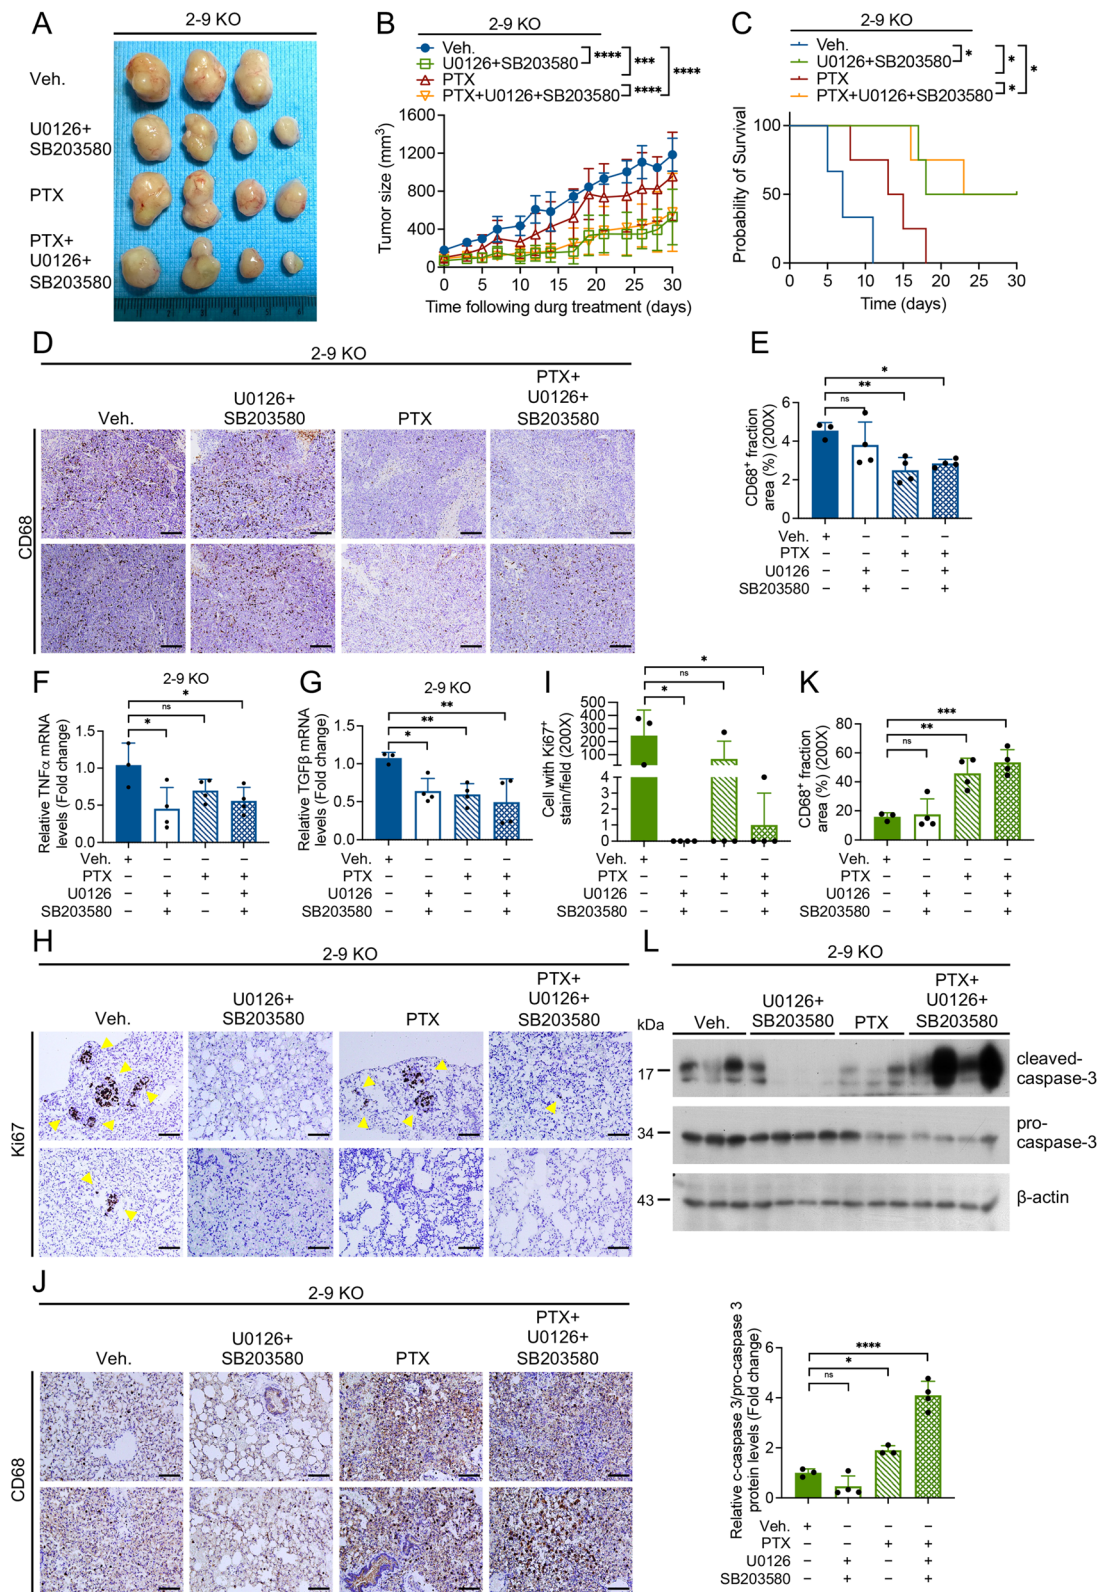 A
2-9 KO
Veh.
U0126+
SB203580
PTX
PTX+
U0126+
SB203580
B
2-9 KO
Veh.
U0126+SB203580
PTX
PTX+U0126+SB203580
****
***
****
****
Tumor size (mm³)
1600
1200
800
400
0
0 5 10 15 20 25 30
Time following durg treatment (days)
C
2-9 KO
Veh.
U0126+SB203580
PTX
PTX+U0126+SB203580
*
*
*
*
Probability of Survival
100
50
0
0 5 10 15 20 25 30
Time (days)
D
2-9 KO
Veh.
U0126+
SB203580
PTX
PTX+
U0126+
SB203580
CD68
E
CD68⁺ fraction
area (%) (200X)
6
4
2
0
*
**
ns
Veh. + − − −
PTX − − + +
U0126 − + − +
SB203580 − + − +
F
2-9 KO
Relative TNFα mRNA
levels (Fold change)
1.5
1.0
0.5
0.0
*
ns
*
Veh. + − − −
PTX − − + +
U0126 − + − +
SB203580 − + − +
G
2-9 KO
Relative TGFβ mRNA
levels (Fold change)
1.5
1.0
0.5
0.0
**
**
*
Veh. + − − −
PTX − − + +
U0126 − + − +
SB203580 − + − +
I
Cell with Ki67⁺
stain/field (200X)
500
400
300
200
100
4
3
2
1
0
*
ns
*
Veh. + − − −
PTX − − + +
U0126 − + − +
SB203580 − + − +
K
CD68⁺ fraction
area (%) (200X)
80
60
40
20
0
***
**
ns
Veh. + − − −
PTX − − + +
U0126 − + − +
SB203580 − + − +
H
2-9 KO
Veh.
U0126+
SB203580
PTX
PTX+
U0126+
SB203580
Ki67
L
2-9 KO
kDa
Veh.
U0126+
SB203580
PTX
PTX+
U0126+
SB203580
17
cleaved-
caspase-3
34
pro-
caspase-3
43
β-actin
J
2-9 KO
Veh.
U0126+
SB203580
PTX
PTX+
U0126+
SB203580
CD68
Relative c-caspase 3/pro-caspase 3
protein levels (Fold change)
6
4
2
0
****
*
ns
Veh. + − − −
PTX − − + +
U0126 − + − +
SB203580 − + − +